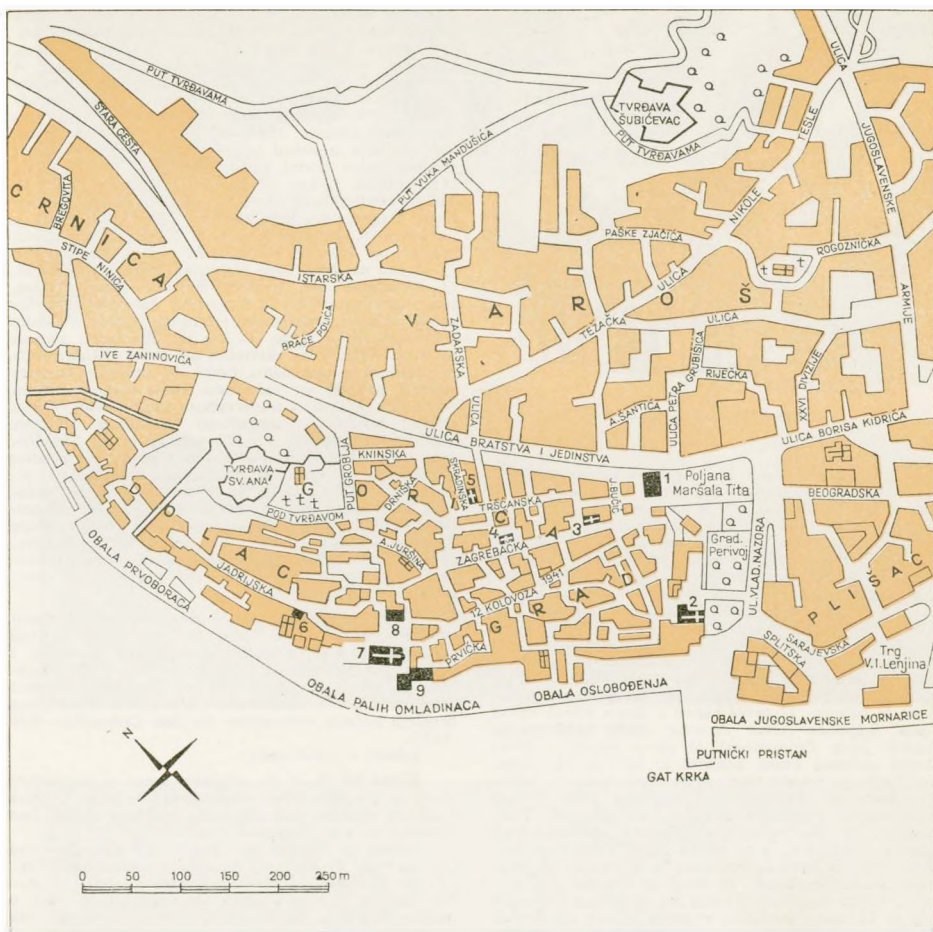 PUT TVRĐAVAMA
STARA CESTA
TVRĐAVA
ŠUBIĆEVAC
PUT TVRĐAVAMA
ULICA
JUGOSLAVENSKE
ARMIJE
ULICA
NIKOLE
TESLE
PUT VUKA MANDUŠIĆA
CRNICA
BREGOVITA
STIPE NINIĆA
PAŠKE ZJAČIĆA
ROGOZNIČKA
ISTARSKA
VAROŠ
BRAĆE POLIĆA
ZADARSKA
ULICA
TEŽAČKA
ULICA
IVE ZANINOVIĆA
A. ŠANTIĆA
ULICA PETRA GRUBIŠIĆA
RIJEČKA
XXVI DIVIZIJE
ULICA BRATSTVA I JEDINSTVA
ULICA BORISA KIDRIČA
TVRĐAVA
SV. ANA
PUT GROBLJA
KNINSKA
DRNIŠKA
SKRADINSKA
5
TRŠĆANSKA
1
Poljana
Maršala Tita
BEOGRADSKA
DOLAC
GORICA
POD TVRĐAVOM
A. JURŠINA
4
ZAGREBAČKA
3
Grad.
Perivoj
UL. VLAD. NAZORA
OBALA PRVOBORACA
JADRIJSKA
12 KOLOVOZA 1941
GRAD
2
PLIŠAC
6
8
7
9
PRVIĆKA
SPLITSKA
SARAJEVSKA
Trg
V. I. Lenjina
OBALA PALIH OMLADINACA
OBALA OSLOBOĐENJA
OBALA JUGOSLAVENSKE MORNARICE
PUTNIČKI PRISTAN
GAT KRKA
N
0 50 100 150 200 250 m